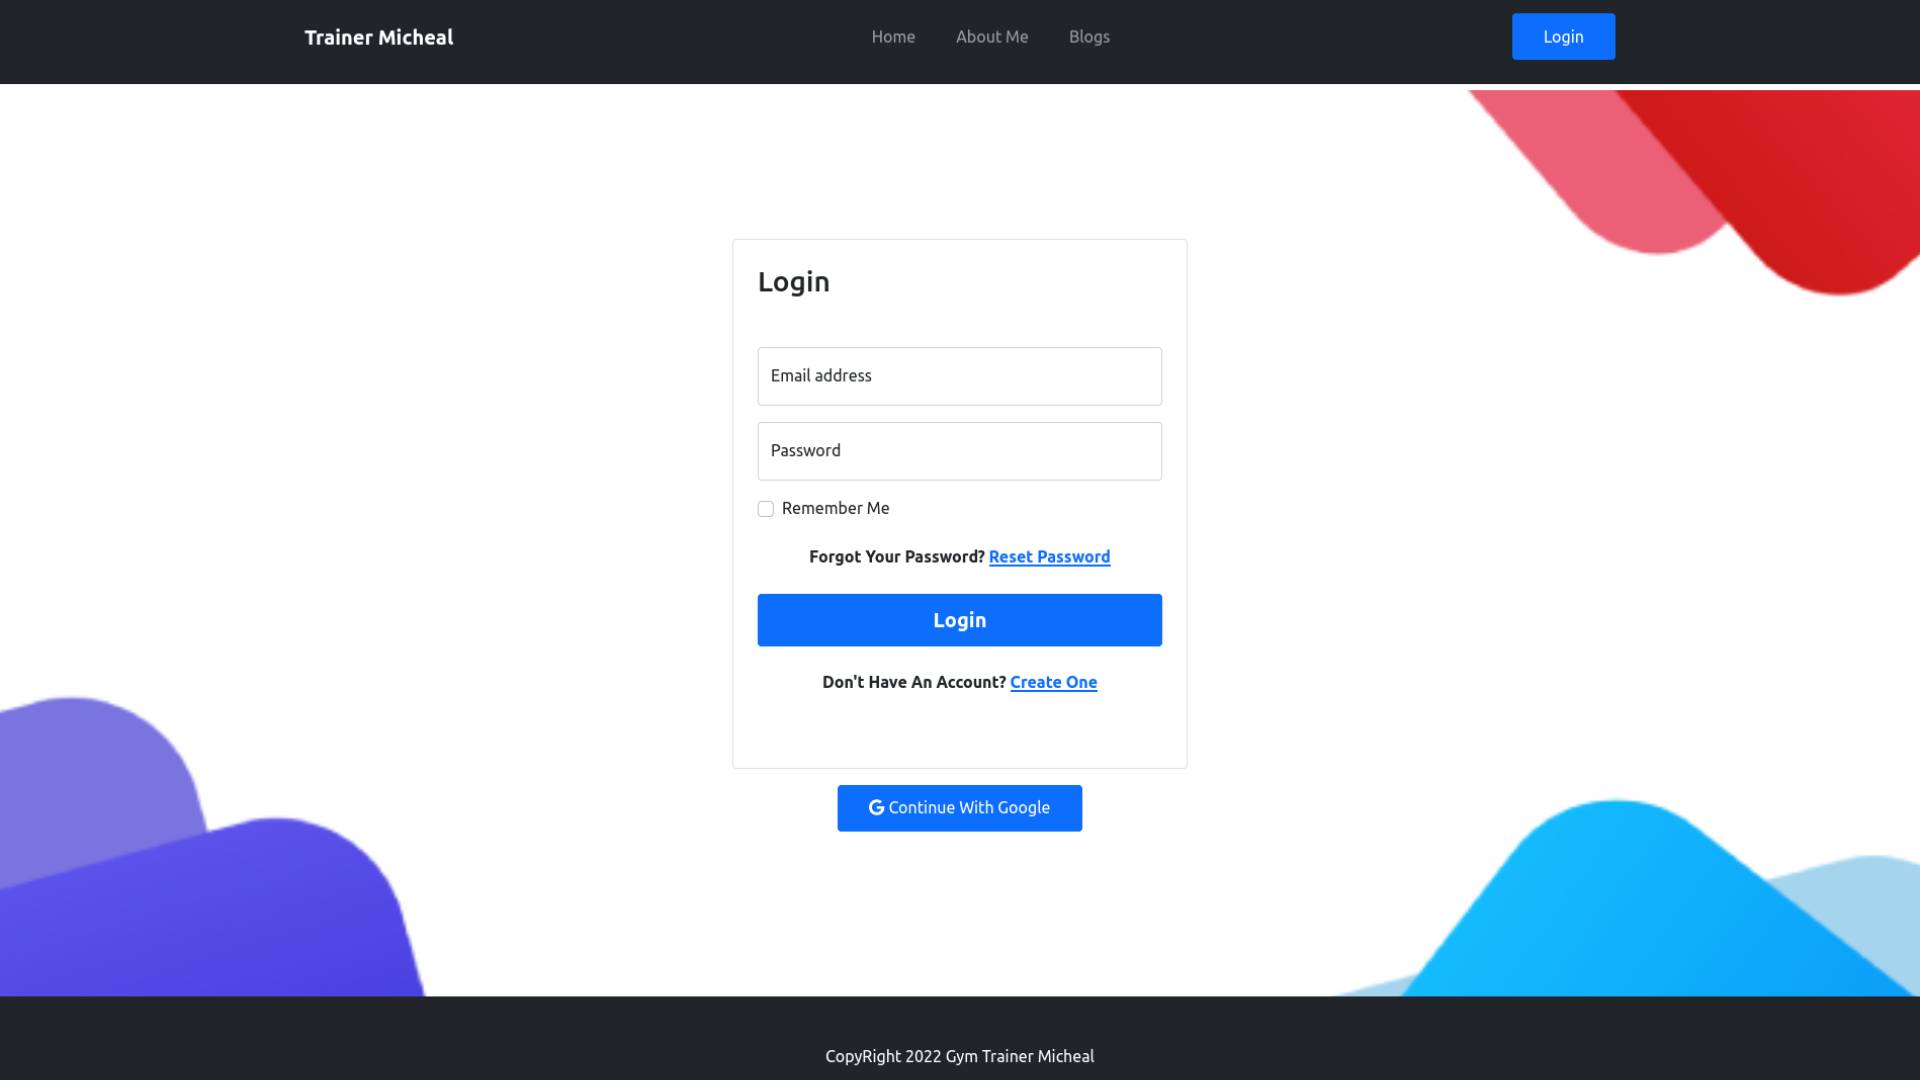 Trainer Micheal
Home
About Me
Blogs
Login
Login
Email address
Password
Remember Me
Forgot Your Password? Reset Password
Login
Don't Have An Account? Create One
Continue With Google
CopyRight 2022 Gym Trainer Micheal